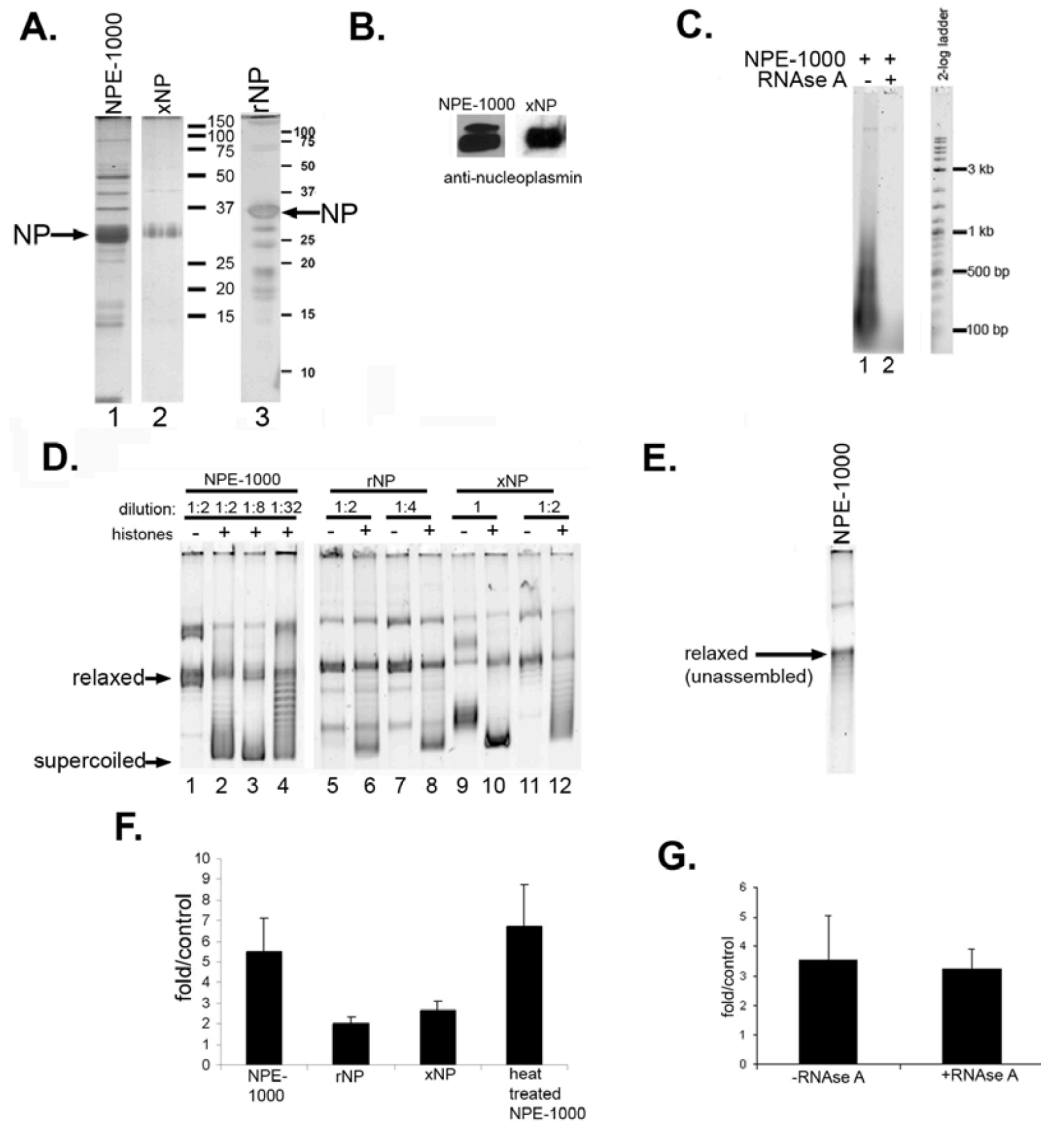 A.
NPE-1000
xNP
rNP
150
100
75
50
37
25
20
15
100
75
50
37
25
20
15
10
NP
NP
1 2 3
B.
NPE-1000 xNP
anti-nucleoplasmin
C.
NPE-1000 + +
RNAse A - +
2-log ladder
3 kb
1 kb
500 bp
100 bp
1 2
D.
NPE-1000 rNP xNP
dilution: 1:2 1:2 1:8 1:32 1:2 1:4 1 1:2
histones - + + + - + - + - + - +
relaxed
supercoiled
1 2 3 4 5 6 7 8 9 10 11 12
E.
NPE-1000
relaxed
(unassembled)
F.
fold/control
10
9
8
7
6
5
4
3
2
1
0
NPE-
1000
rNP
xNP
heat
treated
NPE-1000
G.
fold/control
6
5
4
3
2
1
0
-RNAse A +RNAse A